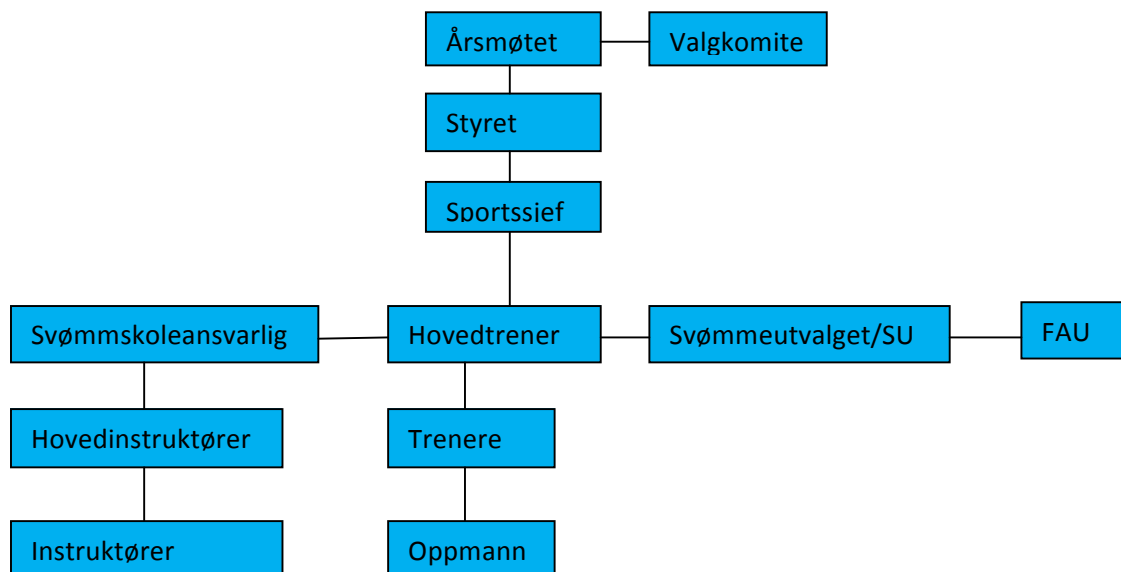 Årsmøtet
Valgkomite
Styret
Sportssjef
Svømmskoleansvarlig
Hovedtrener
Svømmeutvalget/SU
FAU
Hovedinstruktører
Trenere
Instruktører
Oppmann